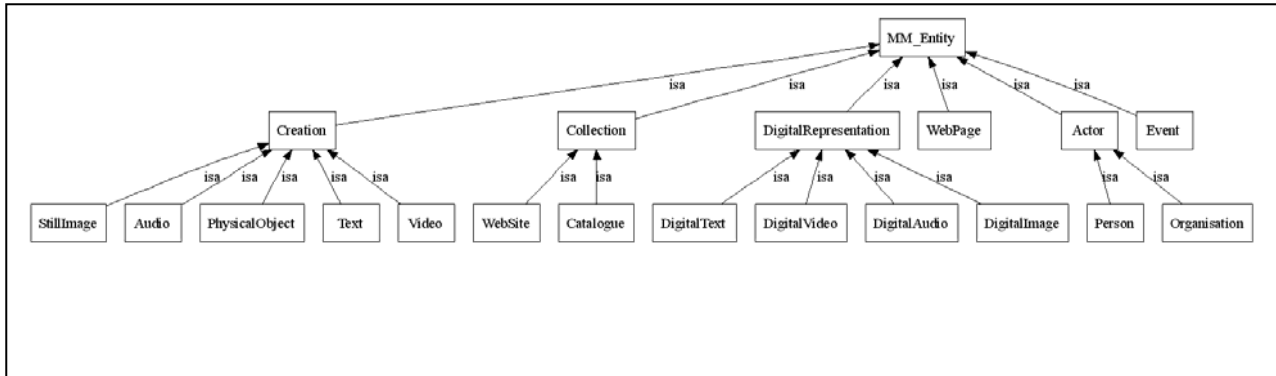 MM_Entity
isa isa isa isa isa isa
Creation Collection DigitalRepresentation WebPage Actor Event
isa isa isa isa isa isa isa isa isa isa isa isa isa
StillImage Audio PhysicalObject Text Video WebSite Catalogue DigitalText DigitalVideo DigitalAudio DigitalImage Person Organisation